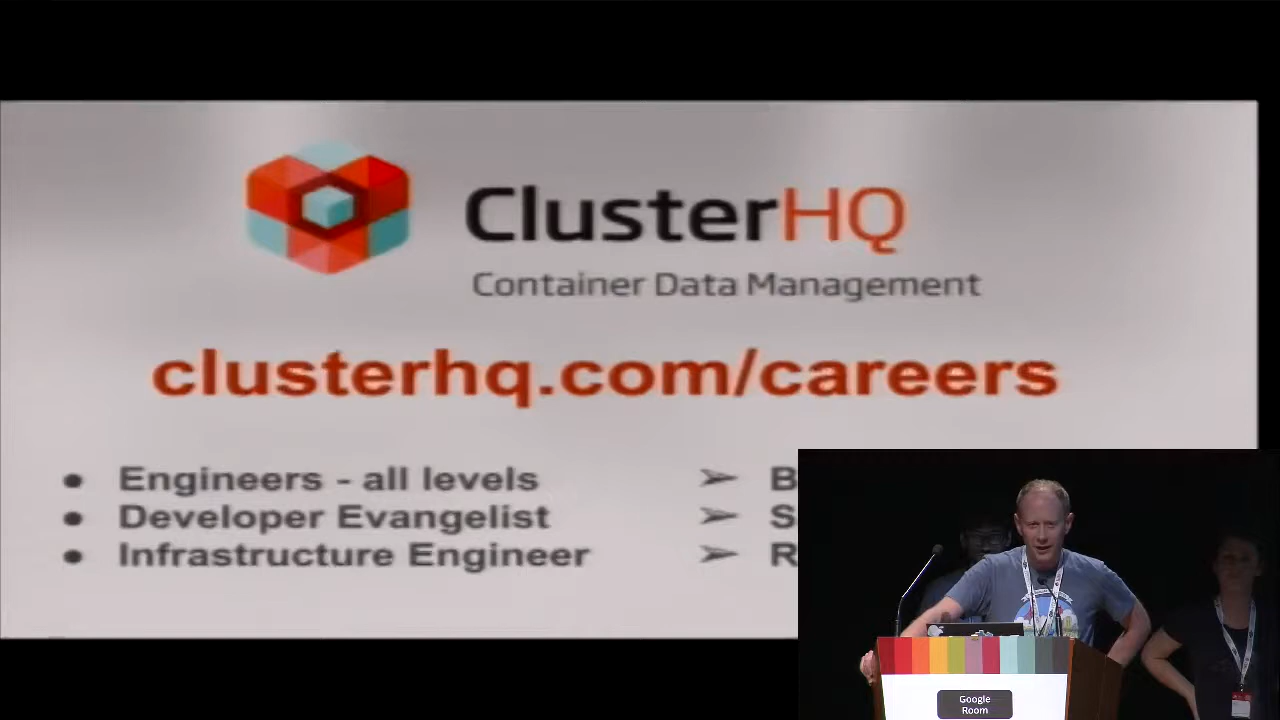 ClusterHQ
Container Data Management
clusterhq.com/careers
● Engineers - all levels
● Developer Evangelist
● Infrastructure Engineer
➢ B
➢ S
➢ R
Google
Room